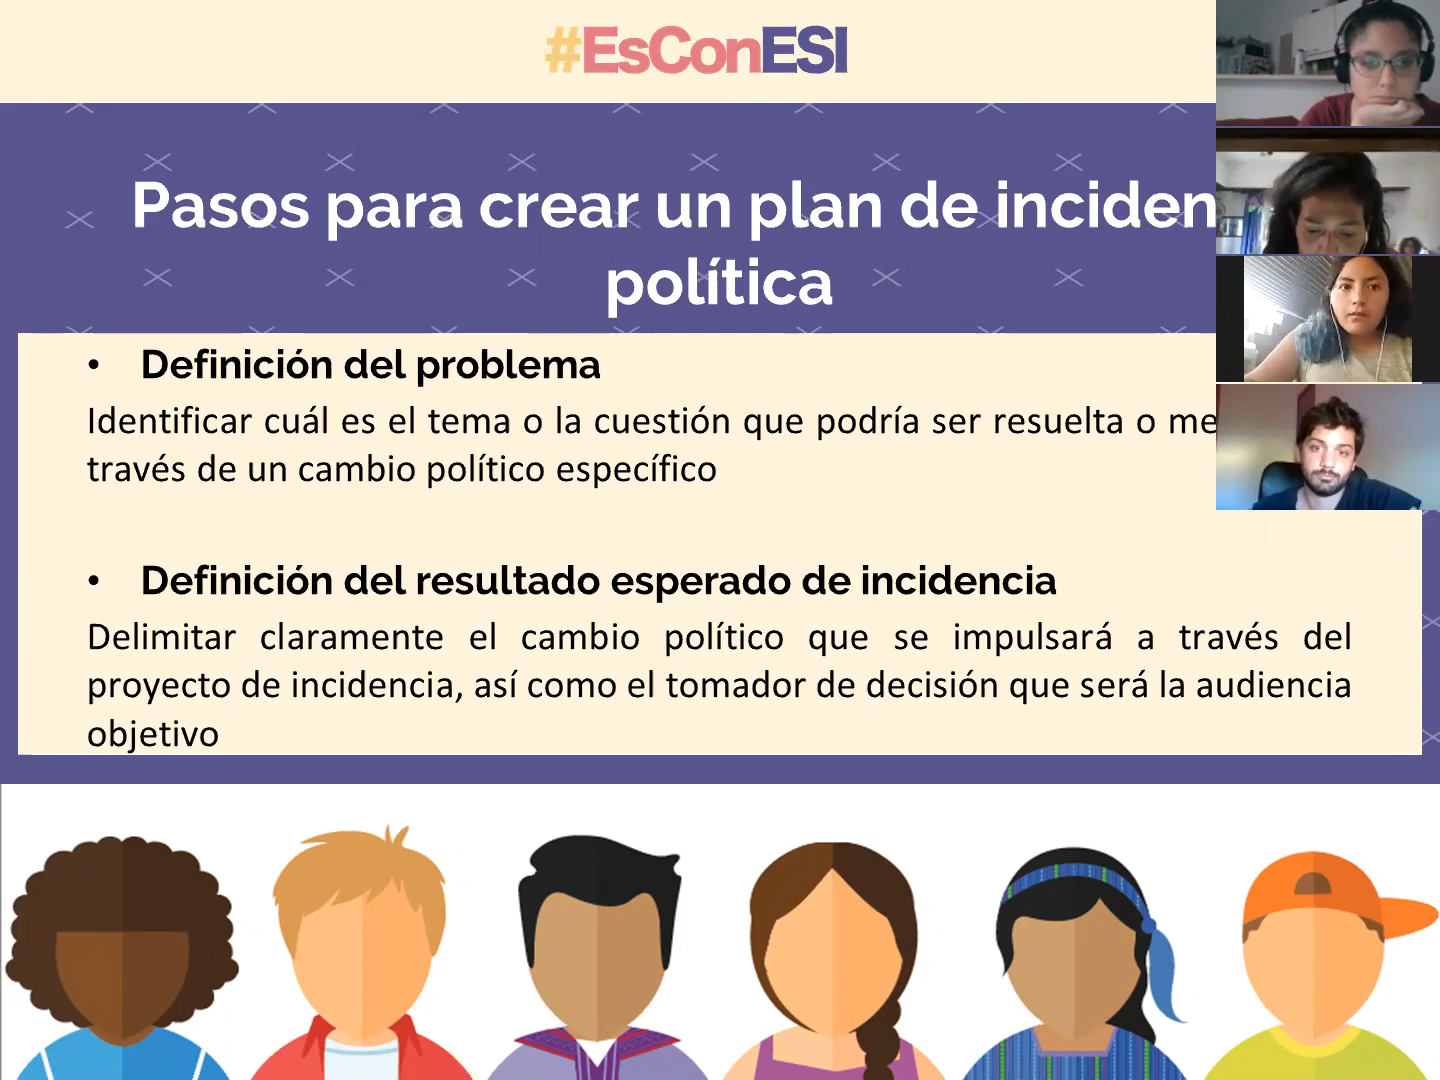 #EsConESI
Pasos para crear un plan de inciden
política
• Definición del problema
Identificar cuál es el tema o la cuestión que podría ser resuelta o me
través de un cambio político específico
• Definición del resultado esperado de incidencia
Delimitar claramente el cambio político que se impulsará a través del
proyecto de incidencia, así como el tomador de decisión que será la audiencia
objetivo